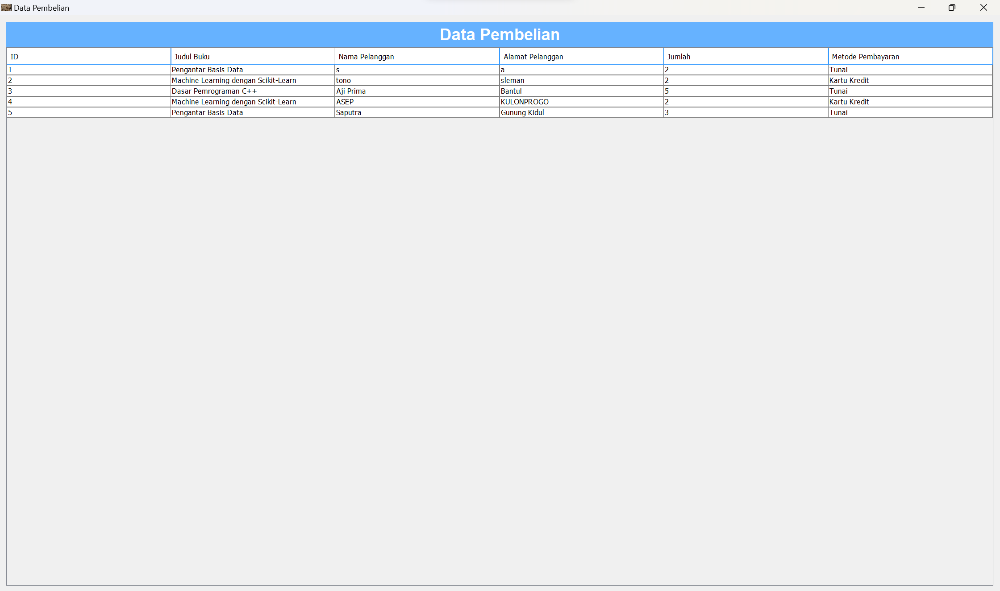 Data Pembelian
Data Pembelian
ID Judul Buku Nama Pelanggan Alamat Pelanggan Jumlah Metode Pembayaran
1 Pengantar Basis Data s a 2 Tunai
2 Machine Learning dengan Scikit-Learn tono sleman 2 Kartu Kredit
3 Dasar Pemrograman C++ Aji Prima Bantul 5 Tunai
4 Machine Learning dengan Scikit-Learn ASEP KULONPROGO 2 Kartu Kredit
5 Pengantar Basis Data Saputra Gunung Kidul 3 Tunai